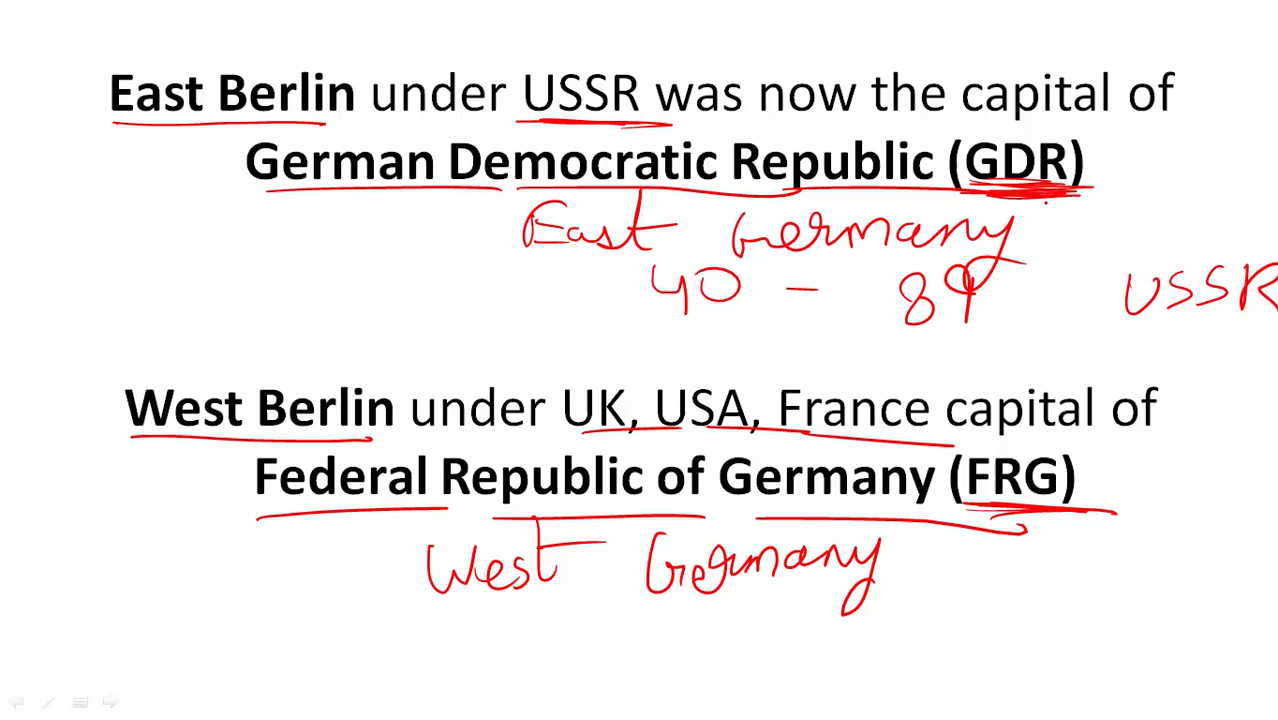 East Berlin under USSR was now the capital of
German Democratic Republic (GDR)
East Germany
40 - 89 USSR
West Berlin under UK, USA, France capital of
Federal Republic of Germany (FRG)
West Germany